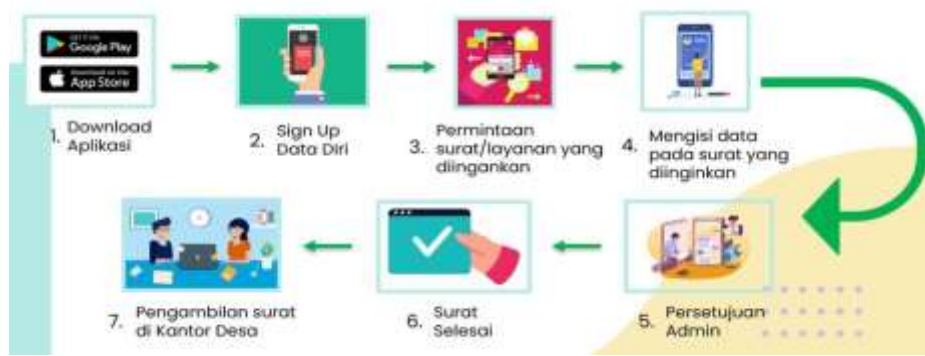 GET IT ON
Google Play
Download on the
App Store
1. Download
Aplikasi
2. Sign Up
Data Diri
3. Permintaan
surat/layanan yang
diingankan
4. Mengisi data
pada surat yang
diinginkan
5. Persetujuan
Admin
6. Surat
Selesai
7. Pengambilan surat
di Kantor Desa